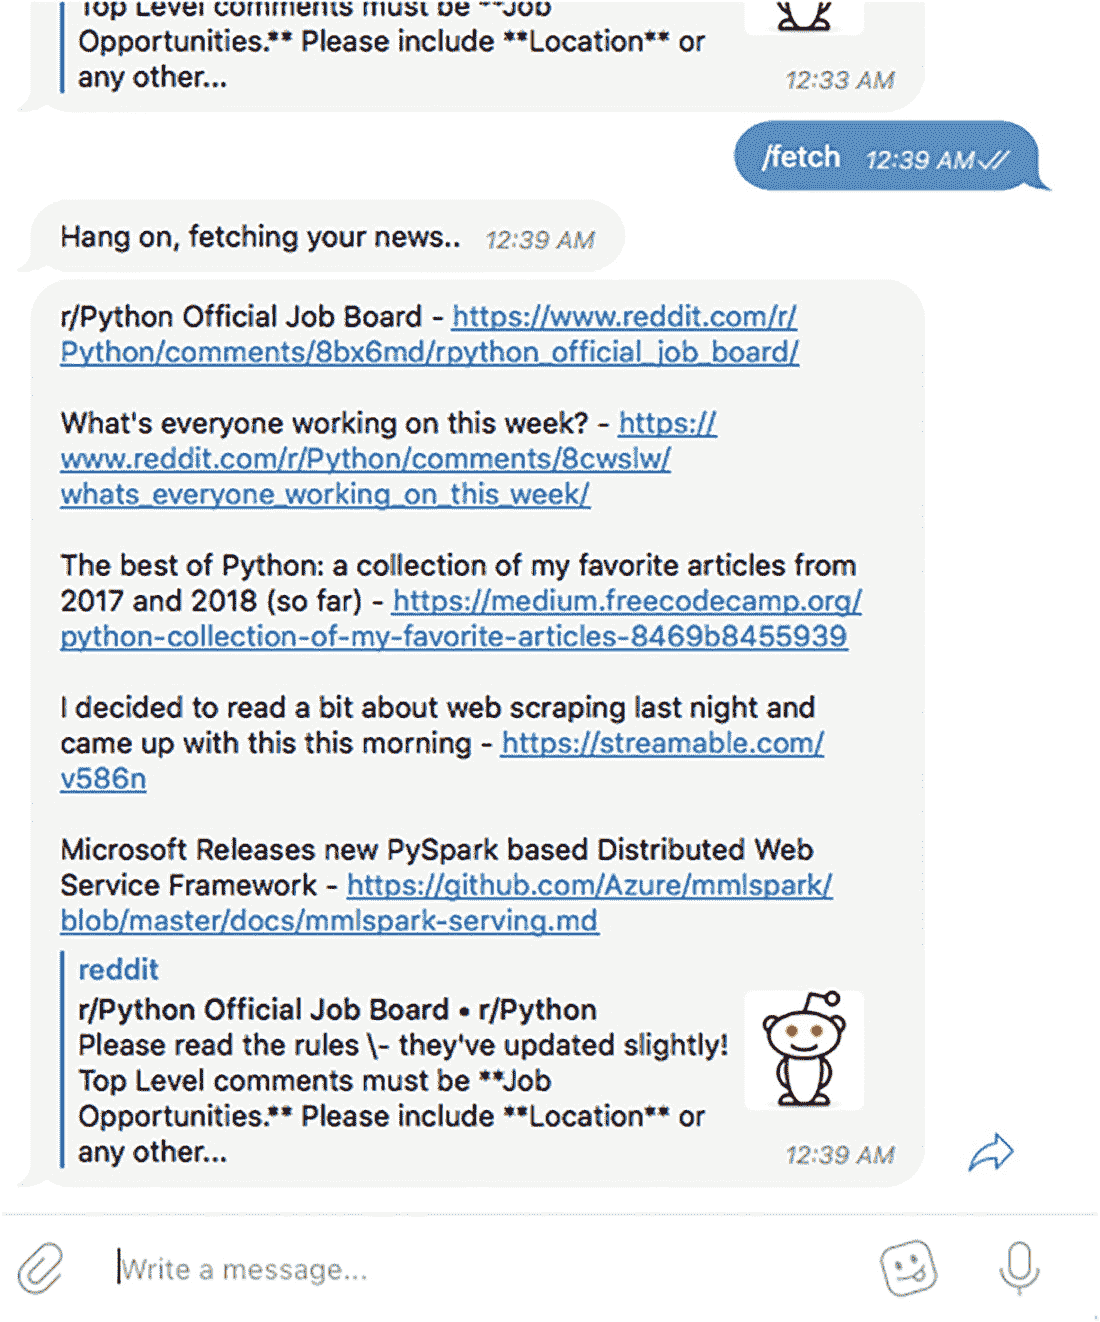 Top Level comments must be **Job
Opportunities.** Please include **Location** or
any other...
12:33 AM
/fetch 12:39 AM
Hang on, fetching your news.. 12:39 AM
r/Python Official Job Board - https://www.reddit.com/r/
Python/comments/8bx6md/rpython_official_job_board/
What's everyone working on this week? - https://
www.reddit.com/r/Python/comments/8cwslw/
whats_everyone_working_on_this_week/
The best of Python: a collection of my favorite articles from
2017 and 2018 (so far) - https://medium.freecodecamp.org/
python-collection-of-my-favorite-articles-8469b8455939
I decided to read a bit about web scraping last night and
came up with this this morning - https://streamable.com/
v586n
Microsoft Releases new PySpark based Distributed Web
Service Framework - https://github.com/Azure/mmlspark/
blob/master/docs/mmlspark-serving.md
reddit
r/Python Official Job Board • r/Python
Please read the rules \- they've updated slightly!
Top Level comments must be **Job
Opportunities.** Please include **Location** or
any other...
12:39 AM
Write a message...